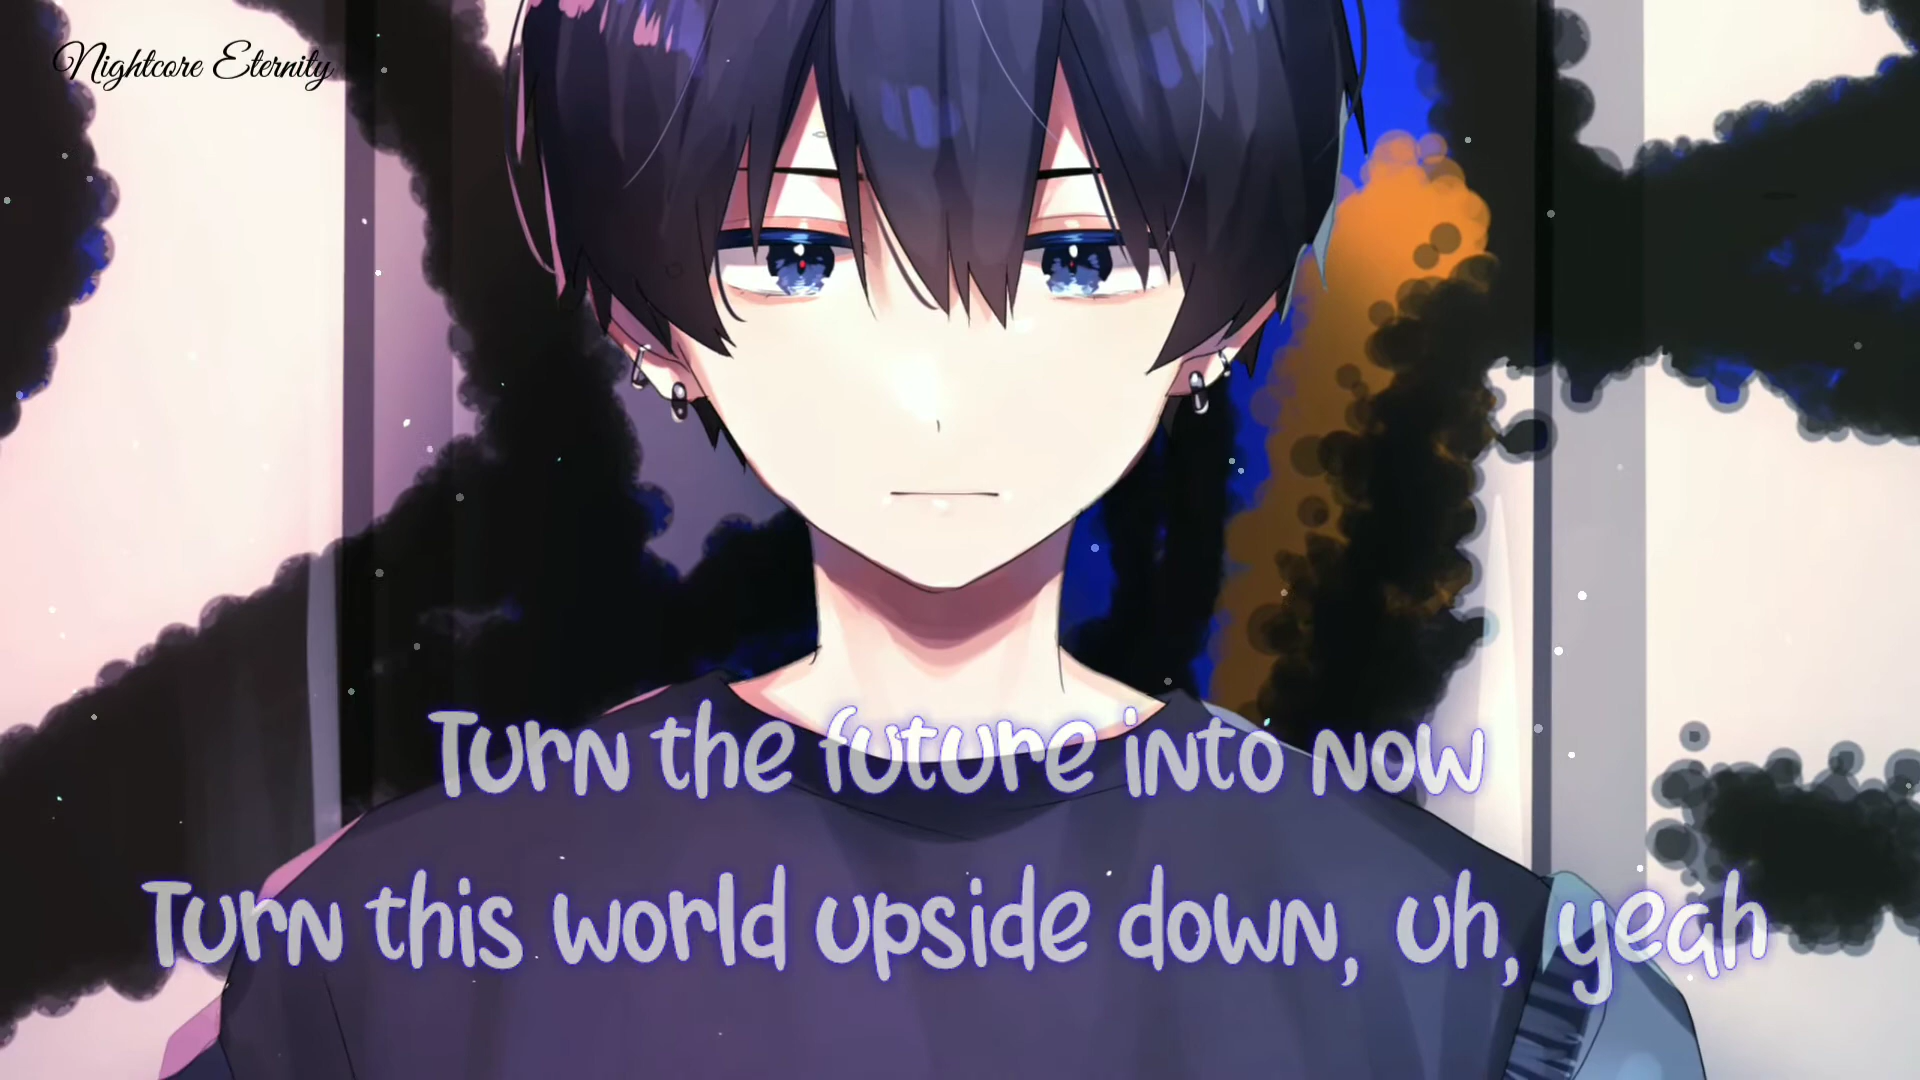 Nightcore Eternity
Turn the future into now
Turn this world upside down, uh, yeah